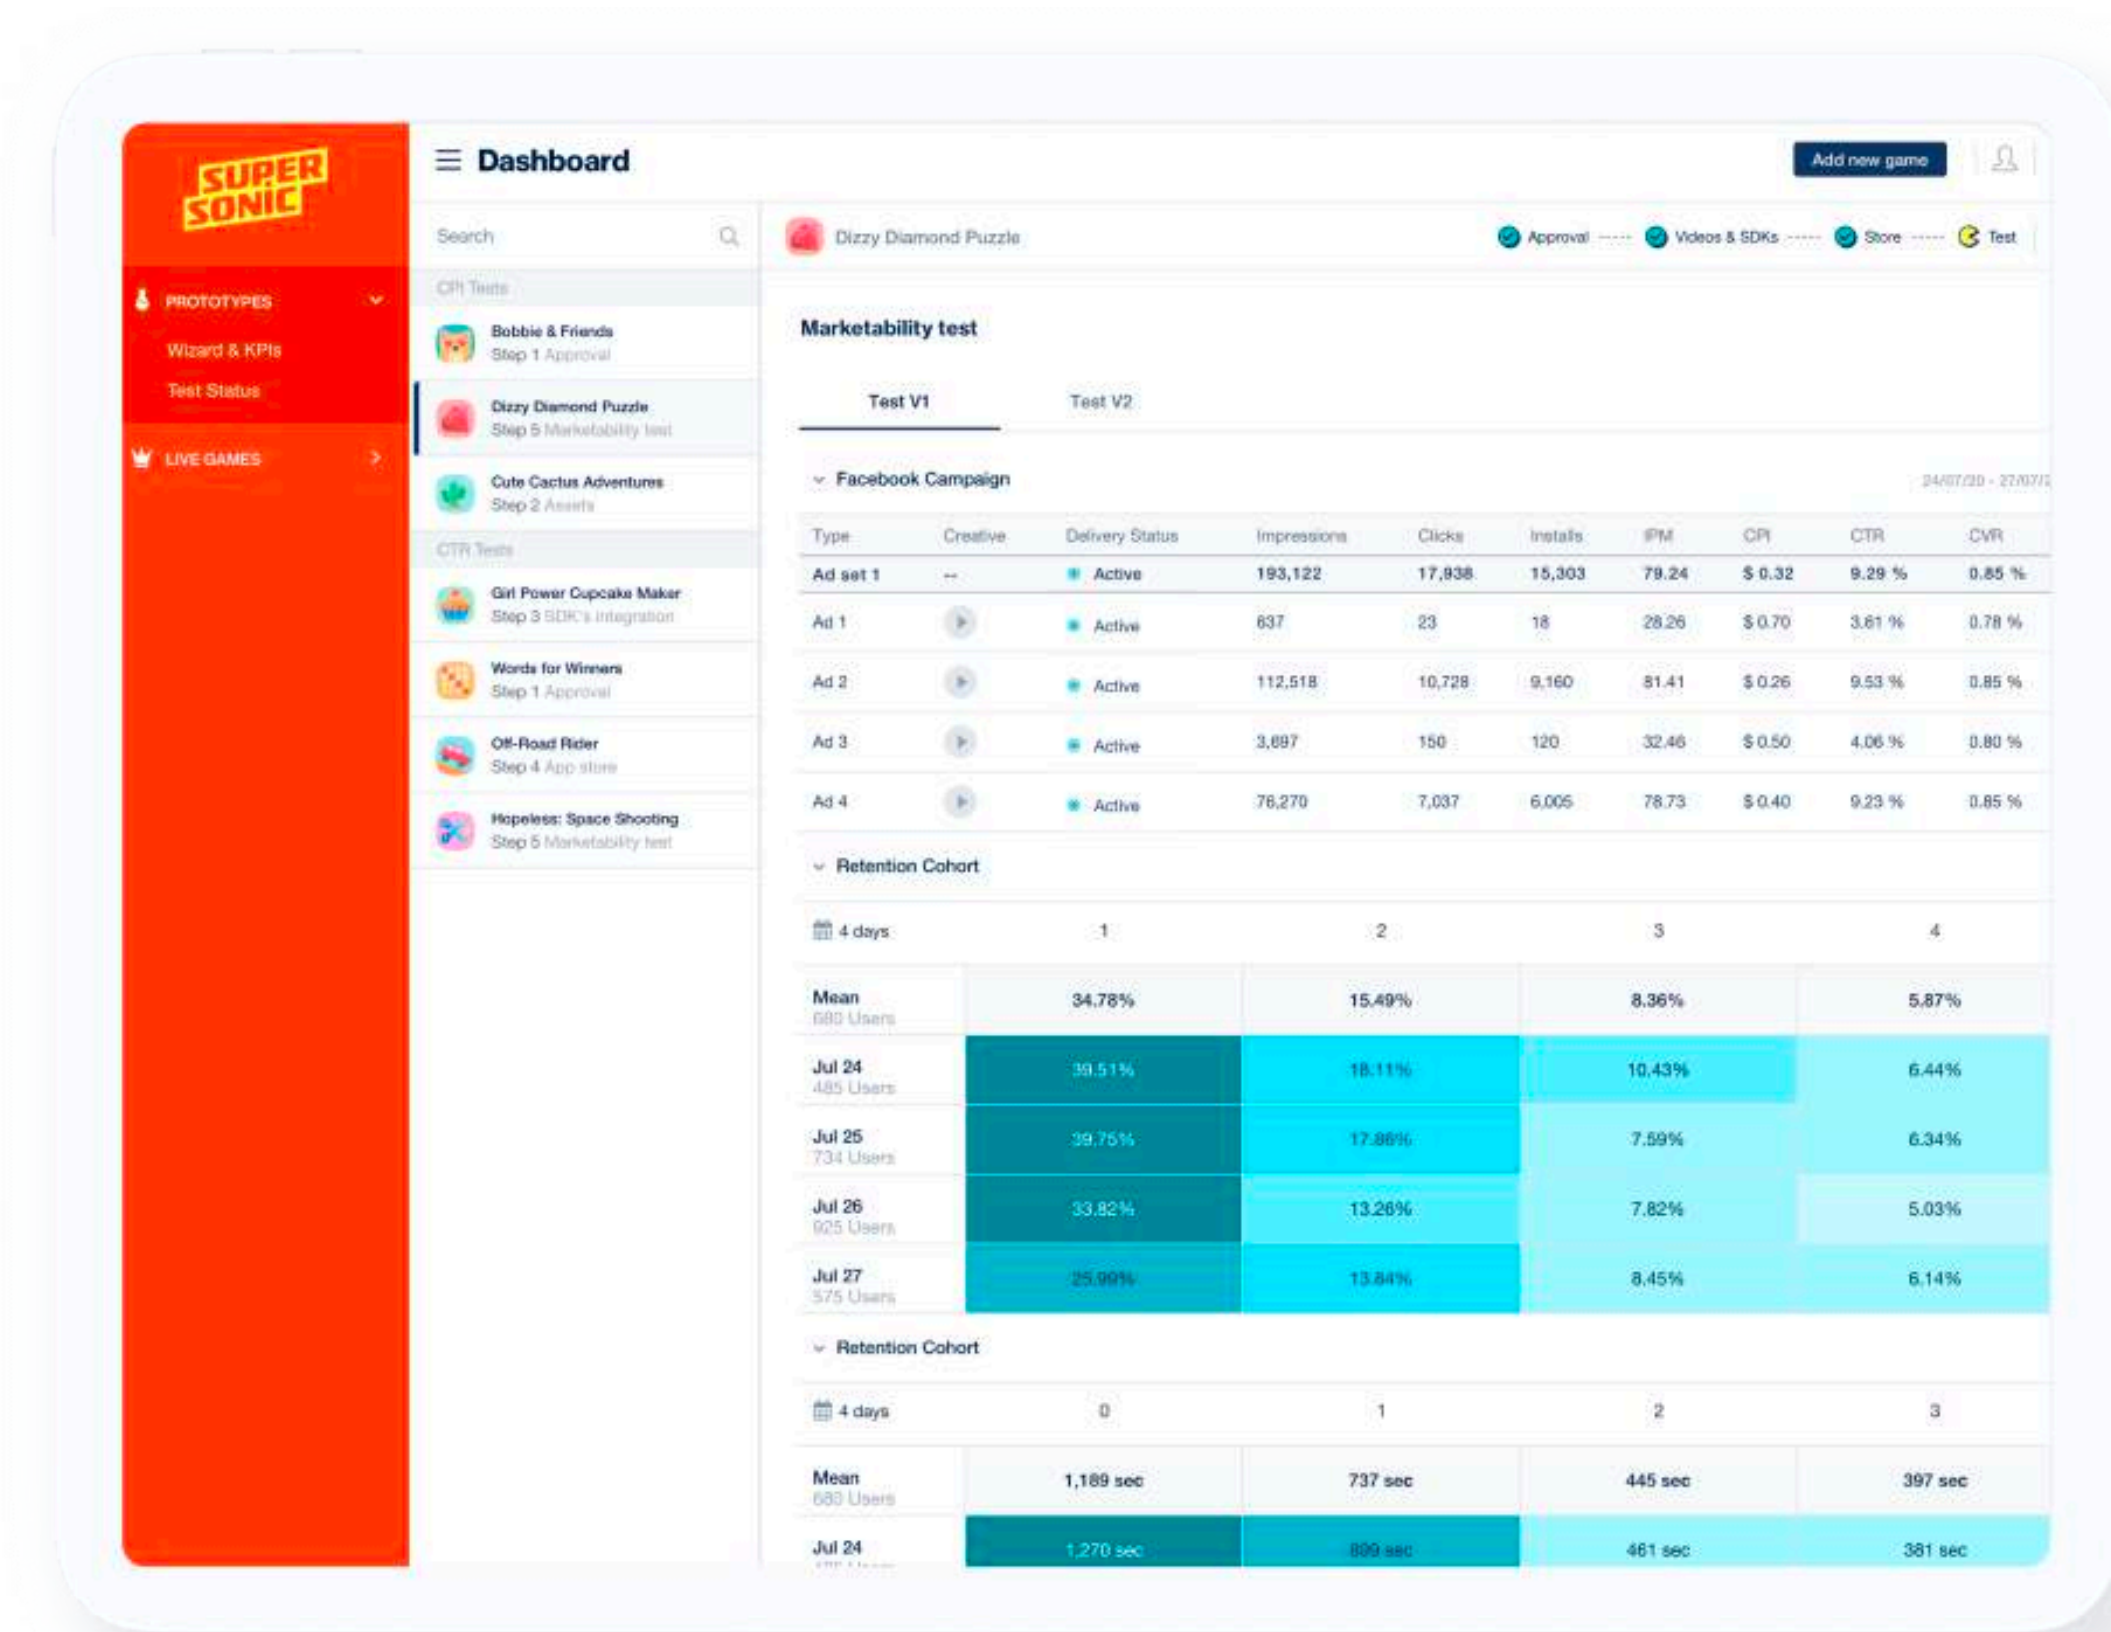 SUPER
SONIC
Dashboard
Add new game
PROTOTYPES
Wizard & KPIs
Test Status
LIVE GAMES
Search
CPI Tests
Bobbie & Friends
Step 1 Approval
Dizzy Diamond Puzzle
Step 5 Marketability test
Cute Cactus Adventures
Step 2 Assets
CTR Tests
Girl Power Cupcake Maker
Step 3 SDK's Integration
Words for Winners
Step 1 Approval
Off-Road Rider
Step 4 App store
Hopeless: Space Shooting
Step 5 Marketability test
Dizzy Diamond Puzzle
Approval Videos & SDKs Store Test
Marketability test
Test V1 Test V2
Facebook Campaign 24/07/20 - 27/07/2
Type Creative Delivery Status Impressions Clicks Installs IPM CPI CTR CVR
Ad set 1 -- Active 193,122 17,938 15,303 79.24 $ 0.32 9.29 % 0.85 %
Ad 1 Active 637 23 18 28.26 $ 0.70 3.61 % 0.78 %
Ad 2 Active 112,518 10,728 9,160 81.41 $ 0.26 9.53 % 0.85 %
Ad 3 Active 3,697 150 120 32.46 $ 0.50 4.06 % 0.80 %
Ad 4 Active 76,270 7,037 6,005 78.73 $ 0.40 9.23 % 0.85 %
Retention Cohort
4 days 1 2 3 4
Mean 34.78% 15.49% 8.36% 5.87%
680 Users
Jul 24 39.51% 18.11% 10.43% 6.44%
485 Users
Jul 25 39.75% 17.86% 7.59% 6.34%
734 Users
Jul 26 33.82% 13.26% 7.82% 5.03%
925 Users
Jul 27 25.99% 13.84% 8.45% 6.14%
575 Users
Retention Cohort
4 days 0 1 2 3
Mean 1,189 sec 737 sec 445 sec 397 sec
680 Users
Jul 24 1,270 sec 899 sec 461 sec 381 sec